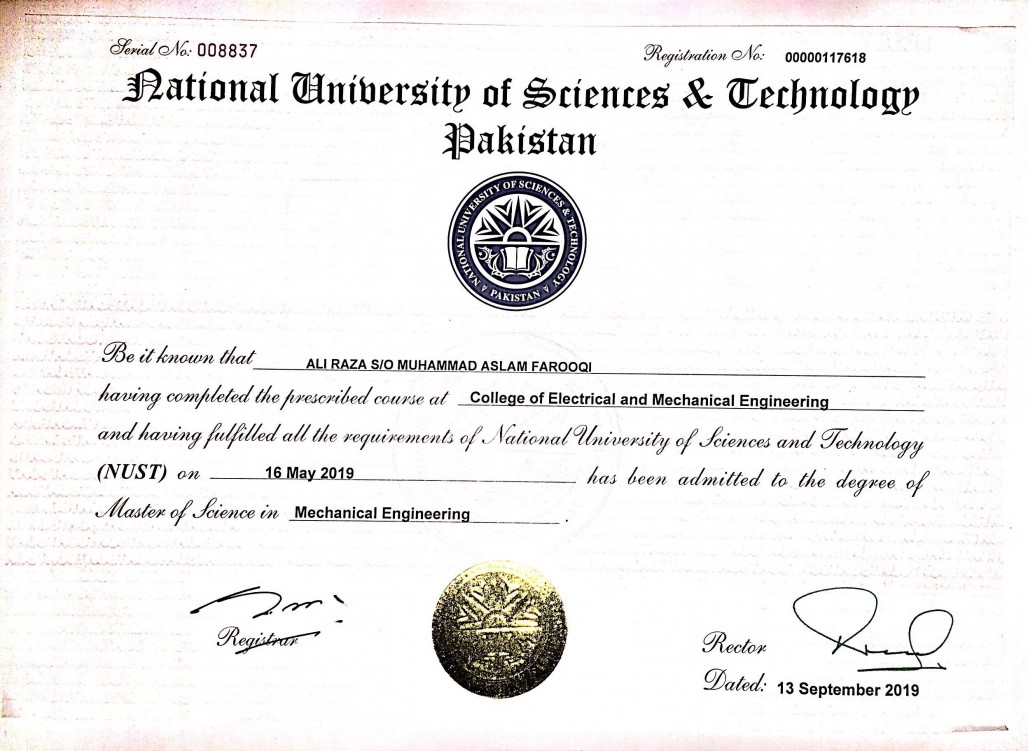 Serial No: 008837
Registration No: 00000117618
National University of Sciences & Technology
Pakistan
NATIONAL UNIVERSITY OF SCIENCES & TECHNOLOGY
PAKISTAN
Be it known that ALI RAZA S/O MUHAMMAD ASLAM FAROOQI
having completed the prescribed course at College of Electrical and Mechanical Engineering
and having fulfilled all the requirements of National University of Sciences and Technology
(NUST) on 16 May 2019 has been admitted to the degree of
Master of Science in Mechanical Engineering .
Registrar
Rector
Dated: 13 September 2019